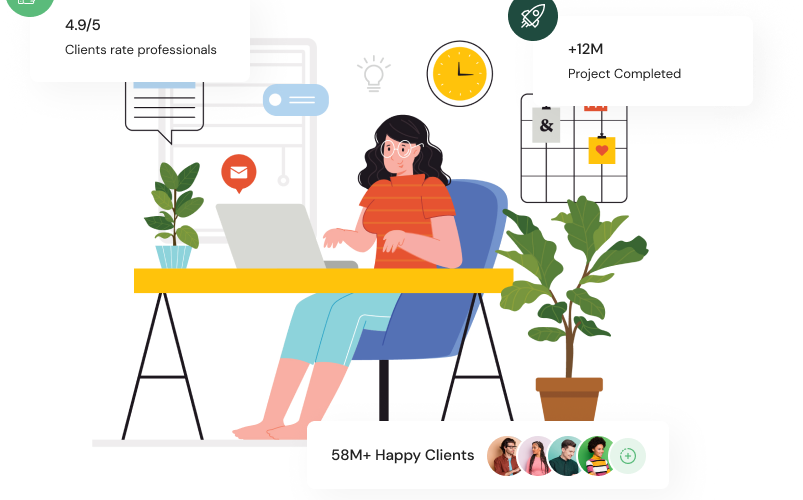 4.9/5
Clients rate professionals
+12M
Project Completed
&
58M+ Happy Clients